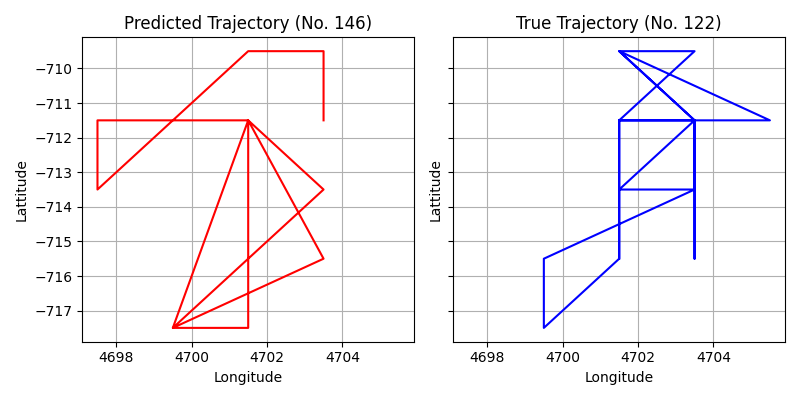 Predicted Trajectory (No. 146)
True Trajectory (No. 122)
−710
−711
−712
−713
−714
−715
−716
−717
Lattitude
Lattitude
4698
4700
4702
4704
4698
4700
4702
4704
Longitude
Longitude